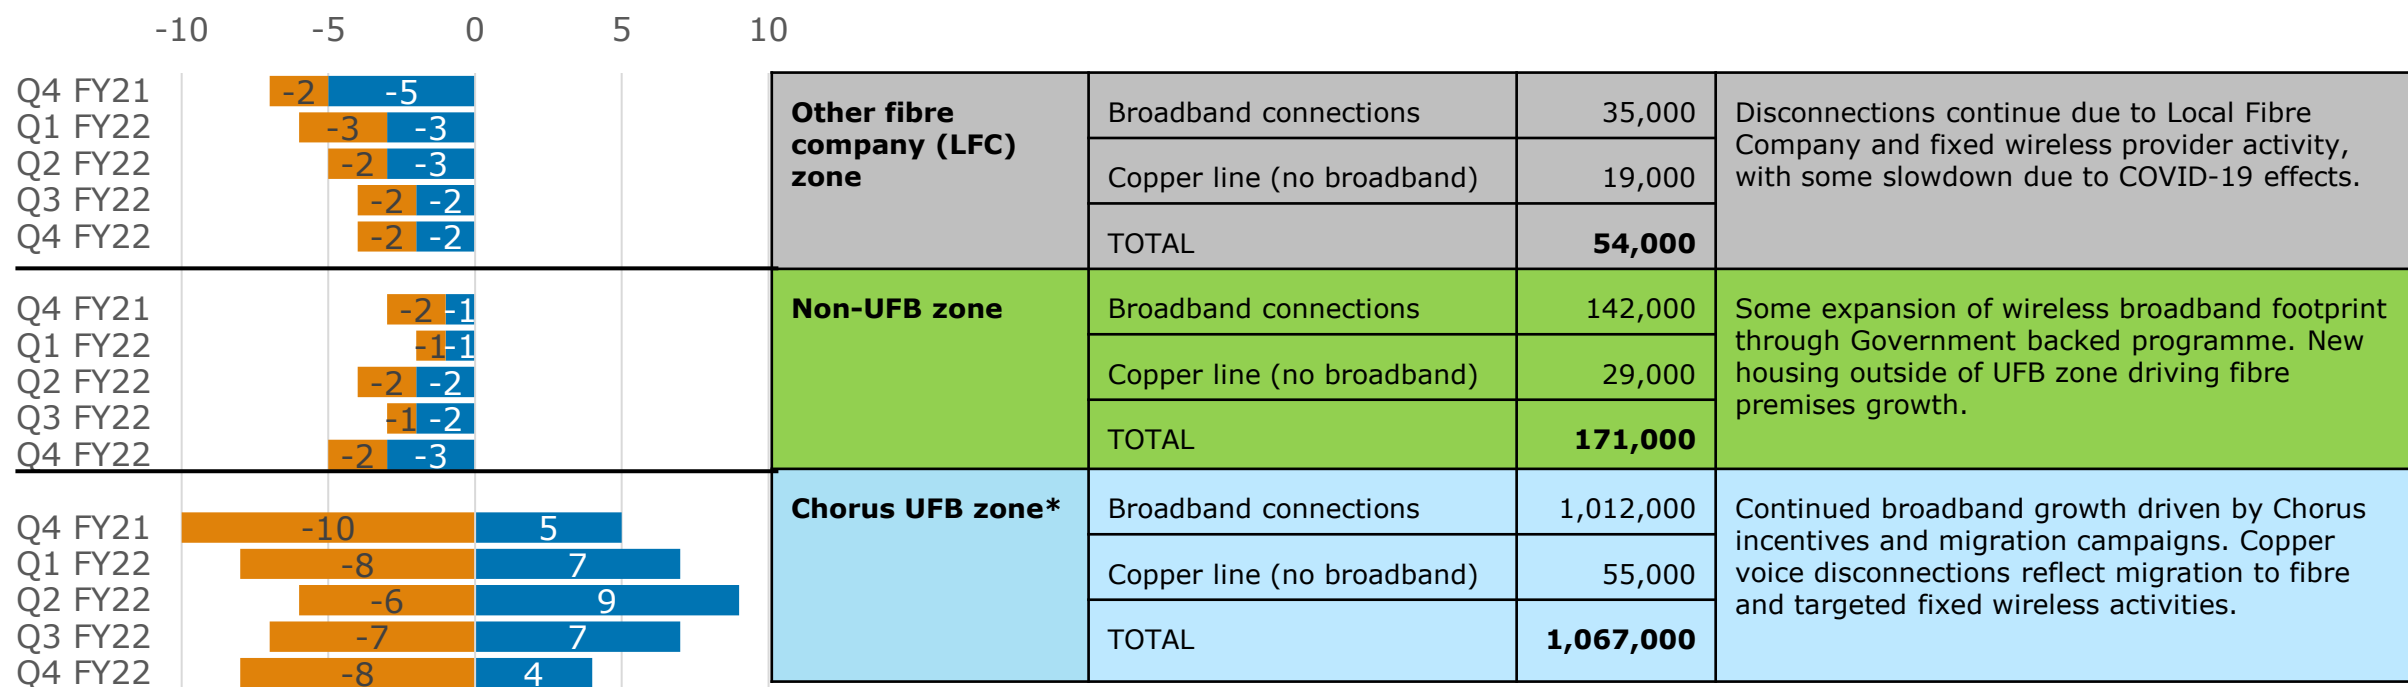 -10 -5 0 5 10
Q4 FY21 -2 -5
Q1 FY22 -3 -3
Q2 FY22 -2 -3
Q3 FY22 -2 -2
Q4 FY22 -2 -2
Other fibre
company (LFC)
zone
Broadband connections 35,000
Copper line (no broadband) 19,000
TOTAL 54,000
Disconnections continue due to Local Fibre
Company and fixed wireless provider activity,
with some slowdown due to COVID-19 effects.
Q4 FY21 -2 -1
Q1 FY22 -1 -1
Q2 FY22 -2 -2
Q3 FY22 -1 -2
Q4 FY22 -2 -3
Non-UFB zone
Broadband connections 142,000
Copper line (no broadband) 29,000
TOTAL 171,000
Some expansion of wireless broadband footprint
through Government backed programme. New
housing outside of UFB zone driving fibre
premises growth.
Q4 FY21 -10 5
Q1 FY22 -8 7
Q2 FY22 -6 9
Q3 FY22 -7 7
Q4 FY22 -8 4
Chorus UFB zone*
Broadband connections 1,012,000
Copper line (no broadband) 55,000
TOTAL 1,067,000
Continued broadband growth driven by Chorus
incentives and migration campaigns. Copper
voice disconnections reflect migration to fibre
and targeted fixed wireless activities.